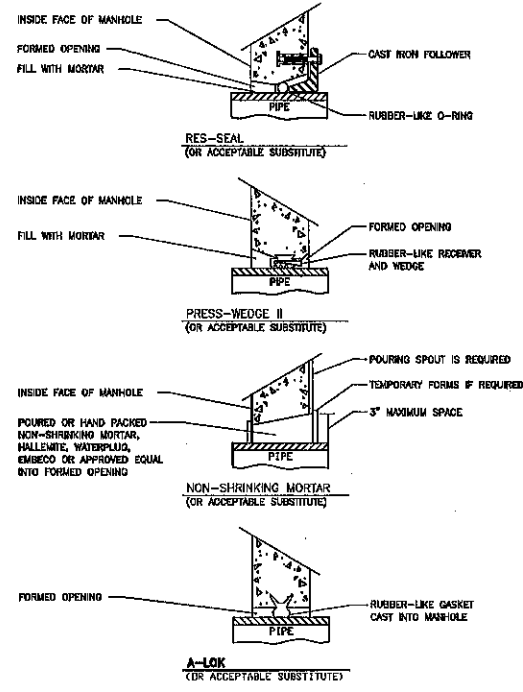 INSIDE FACE OF MANHOLE
FORMED OPENING
FILL WITH MORTAR
CAST IRON FOLLOWER
PIPE
RUBBER-LIKE O-RING
RES-SEAL
(OR ACCEPTABLE SUBSTITUTE)
INSIDE FACE OF MANHOLE
FILL WITH MORTAR
FORMED OPENING
RUBBER-LIKE RECEIVER
AND WEDGE
PIPE
PRESS-WEDGE II
(OR ACCEPTABLE SUBSTITUTE)
POURING SPOUT IS REQUIRED
TEMPORARY FORMS IF REQUIRED
3" MAXIMUM SPACE
INSIDE FACE OF MANHOLE
POURED OR HAND PACKED
NON-SHRINKING MORTAR,
HALLEMITE, WATERPLUG,
EMBECO OR APPROVED EQUAL
INTO FORMED OPENING
PIPE
NON-SHRINKING MORTAR
(OR ACCEPTABLE SUBSTITUTE)
FORMED OPENING
RUBBER-LIKE GASKET
CAST INTO MANHOLE
PIPE
A-LOK
(OR ACCEPTABLE SUBSTITUTE)